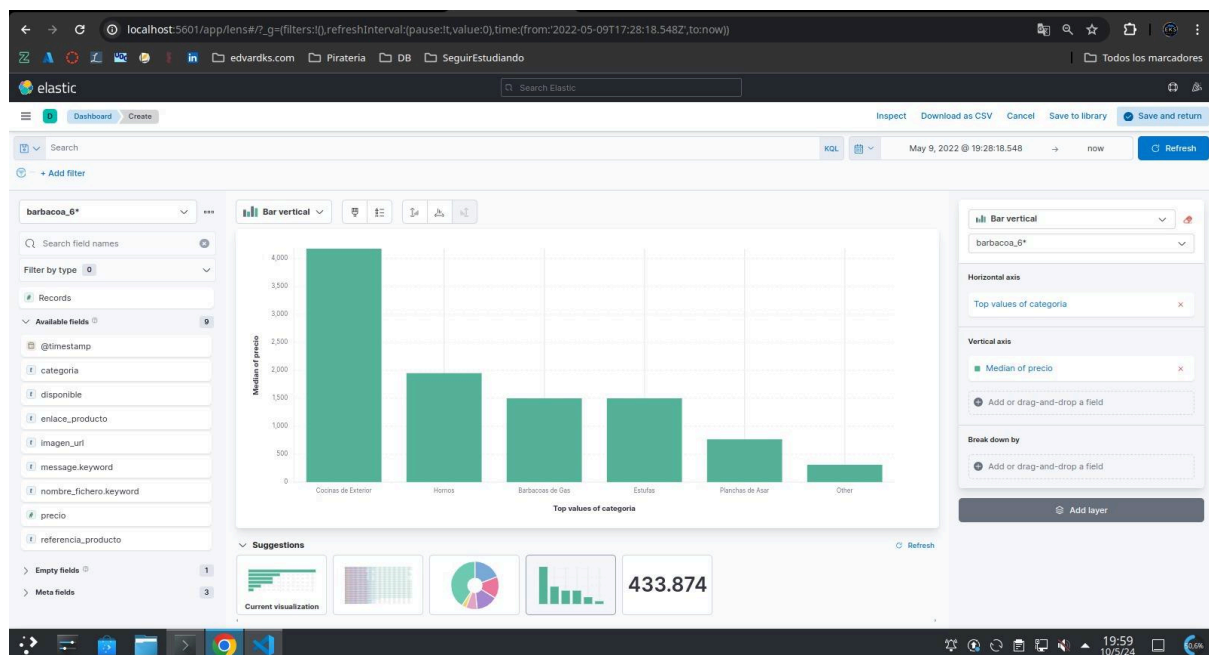 localhost:5601/app/lens#/?_g=(filters:!(),refreshInterval:(pause:!t,value:0),time:(from:'2022-05-09T17:28:18.548Z',to:now))
edvardks.com Pirateria DB SeguirEstudiando Todos los marcadores
elastic Search Elastic
D Dashboard Create Inspect Download as CSV Cancel Save to library Save and return
Search KQL May 9, 2022 @ 19:28:18.548 → now Refresh
+ Add filter
barbacoa_6*
Search field names
Filter by type 0
Records
Available fields 9
@timestamp
categoria
disponible
enlace_producto
imagen_url
message.keyword
nombre_fichero.keyword
precio
referencia_producto
Empty fields 1
Meta fields 3
Bar vertical
Median of precio
4,000
3,500
3,000
2,500
2,000
1,500
1,000
500
0
Cocinas de Exterior Hornos Barbacoas de Gas Estufas Planchas de Asar Other
Top values of categoria
Suggestions Refresh
Current visualization
433.874
Bar vertical
barbacoa_6*
Horizontal axis
Top values of categoria
Vertical axis
Median of precio
Add or drag-and-drop a field
Break down by
Add or drag-and-drop a field
Add layer
19:59
10/5/24